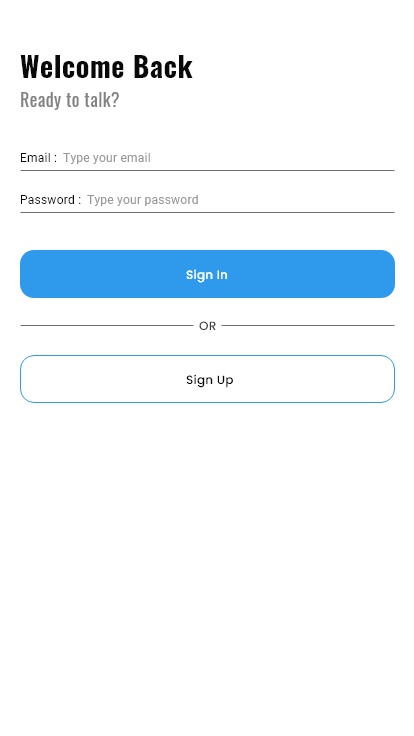 Welcome Back
Ready to talk?
Email : Type your email
Password : Type your password
Sign In
OR
Sign Up